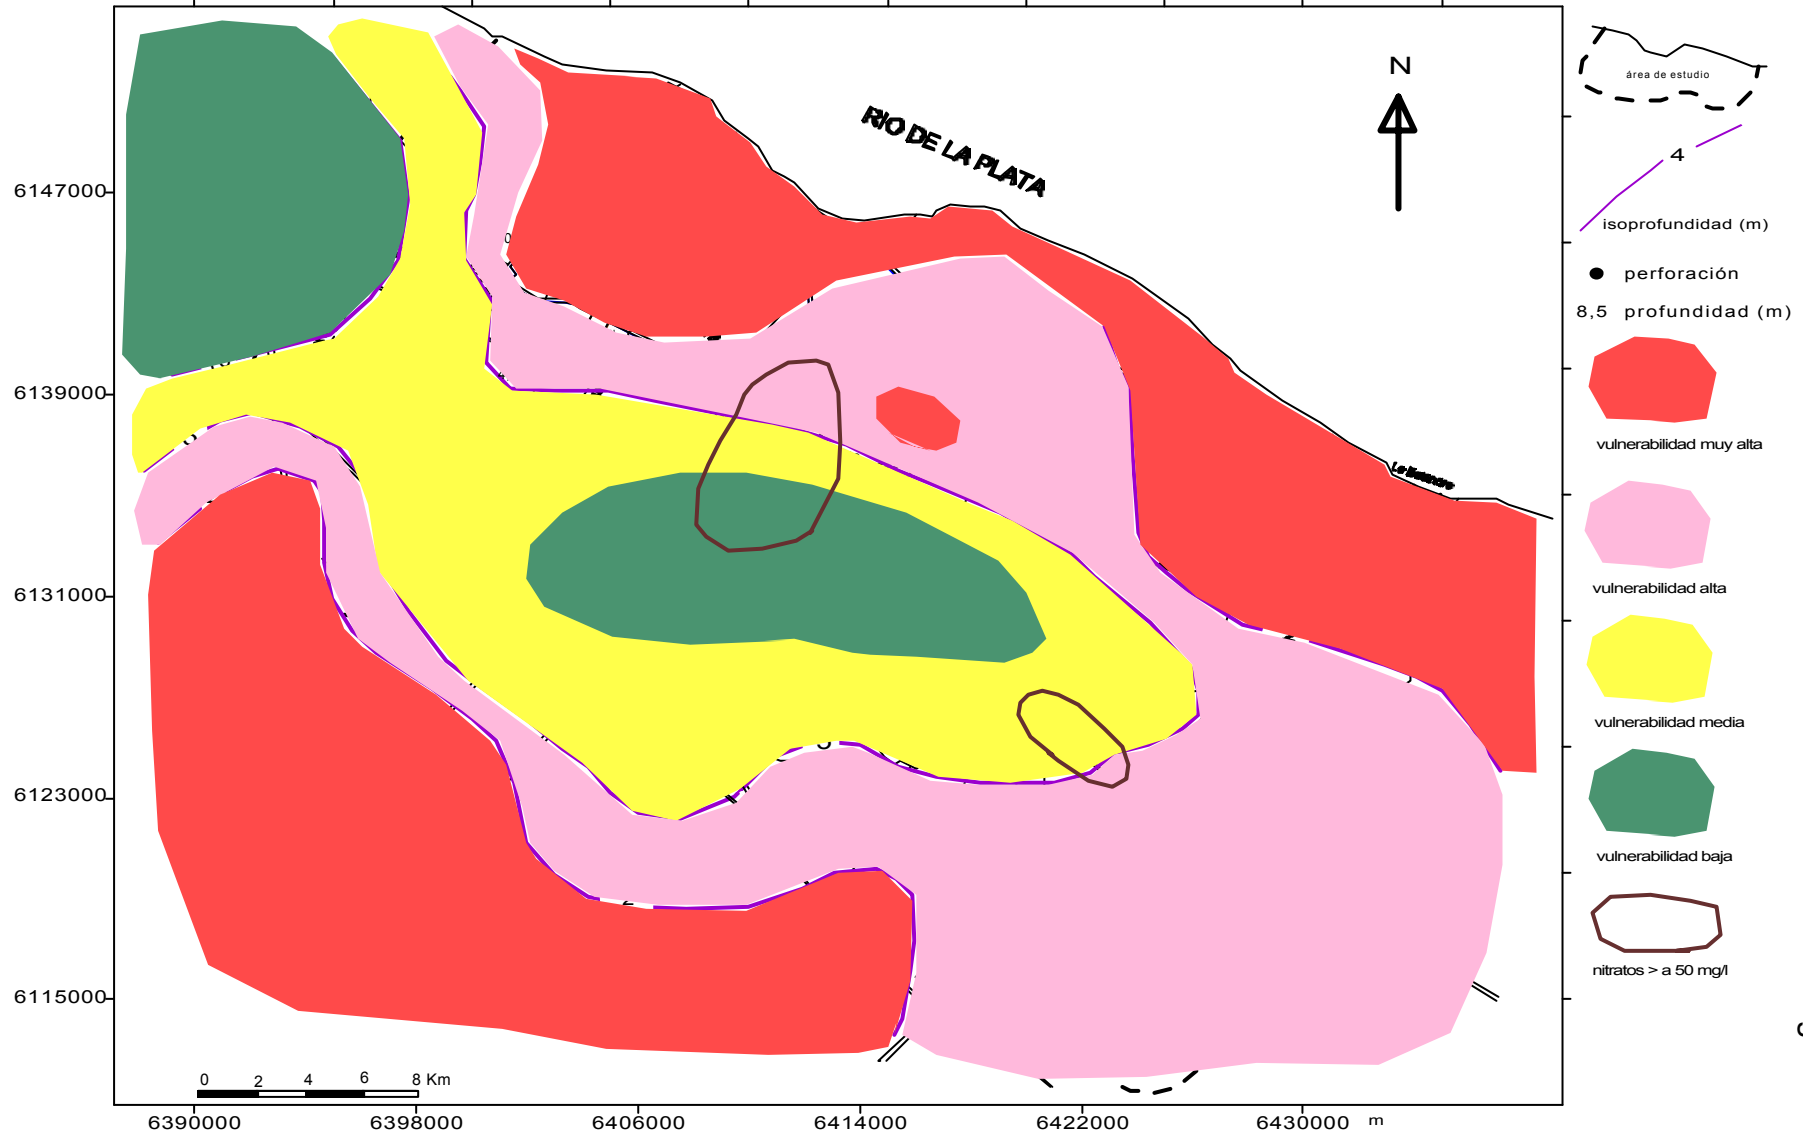 N
RIO DE LA PLATA
área de estudio
4
isoprofundidad (m)
perforación
8,5 profundidad (m)
vulnerabilidad muy alta
vulnerabilidad alta
vulnerabilidad media
vulnerabilidad baja
nitratos > a 50 mg/l
6147000
6139000
6131000
6123000
6115000
0 2 4 6 8 Km
6390000 6398000 6406000 6414000 6422000 6430000 m